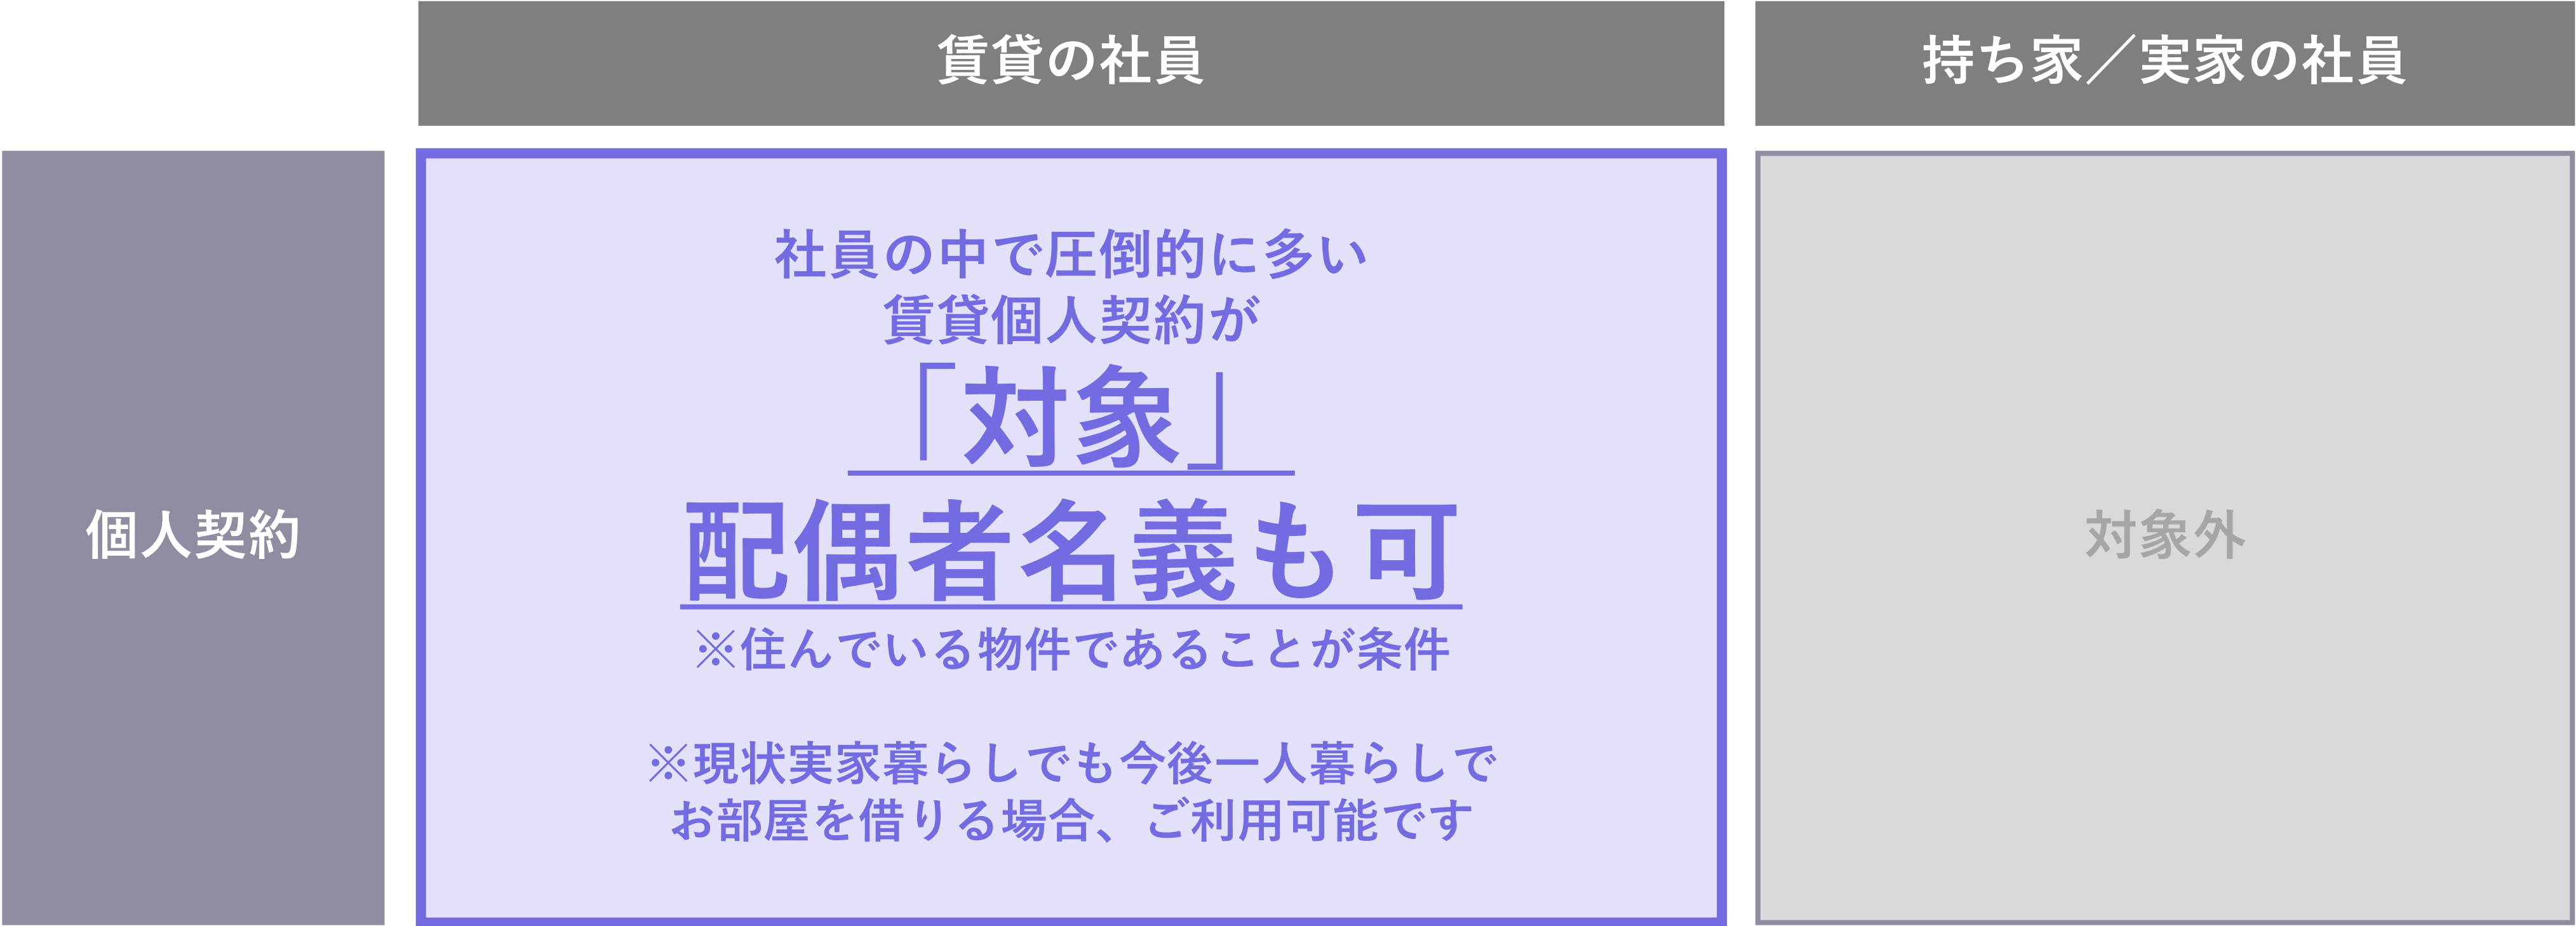 賃貸の社員
持ち家／実家の社員
個人契約
社員の中で圧倒的に多い
賃貸個人契約が
「対象」
配偶者名義も可
※住んでいる物件であることが条件
※現状実家暮らしでも今後一人暮らしで
お部屋を借りる場合、ご利用可能です
対象外